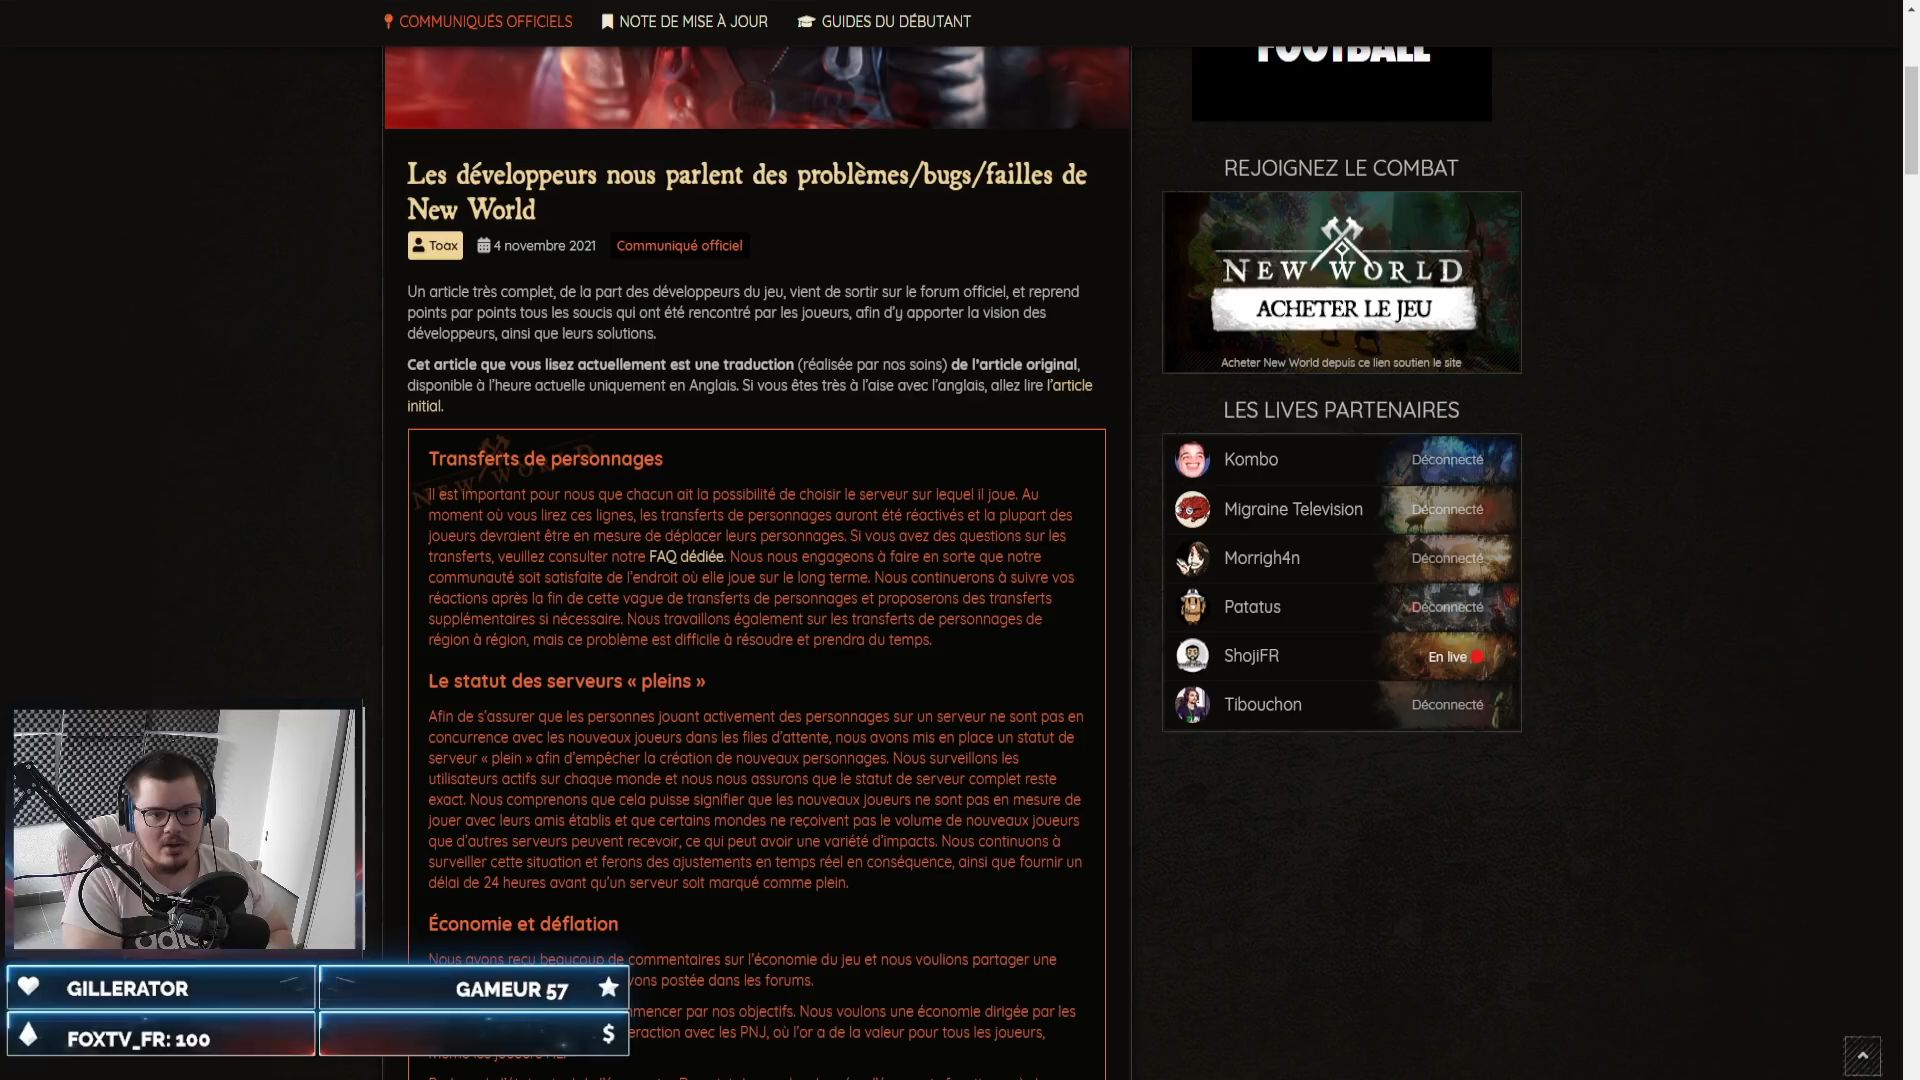 COMMUNIQUÉS OFFICIELS
NOTE DE MISE À JOUR
GUIDES DU DÉBUTANT
FOOTBALL
Les développeurs nous parlent des problèmes/bugs/failles de
New World
Toax
4 novembre 2021
Communiqué officiel
Un article très complet, de la part des développeurs du jeu, vient de sortir sur le forum officiel, et reprend
points par points tous les soucis qui ont été rencontré par les joueurs, afin d'y apporter la vision des
développeurs, ainsi que leurs solutions.
Cet article que vous lisez actuellement est une traduction (réalisée par nos soins) de l'article original,
disponible à l'heure actuelle uniquement en Anglais. Si vous êtes très à l'aise avec l'anglais, allez lire l'article
initial.
Transferts de personnages
Il est important pour nous que chacun ait la possibilité de choisir le serveur sur lequel il joue. Au
moment où vous lirez ces lignes, les transferts de personnages auront été réactivés et la plupart des
joueurs devraient être en mesure de déplacer leurs personnages. Si vous avez des questions sur les
transferts, veuillez consulter notre FAQ dédiée. Nous nous engageons à faire en sorte que notre
communauté soit satisfaite de l'endroit où elle joue sur le long terme. Nous continuerons à suivre vos
réactions après la fin de cette vague de transferts de personnages et proposerons des transferts
supplémentaires si nécessaire. Nous travaillons également sur les transferts de personnages de
région à région, mais ce problème est difficile à résoudre et prendra du temps.
Le statut des serveurs « pleins »
Afin de s'assurer que les personnes jouant activement des personnages sur un serveur ne sont pas en
concurrence avec les nouveaux joueurs dans les files d'attente, nous avons mis en place un statut de
serveur « plein » afin d'empêcher la création de nouveaux personnages. Nous surveillons les
utilisateurs actifs sur chaque monde et nous nous assurons que le statut de serveur complet reste
exact. Nous comprenons que cela puisse signifier que les nouveaux joueurs ne sont pas en mesure de
jouer avec leurs amis établis et que certains mondes ne reçoivent pas le volume de nouveaux joueurs
que d'autres serveurs peuvent recevoir, ce qui peut avoir une variété d'impacts. Nous continuons à
surveiller cette situation et ferons des ajustements en temps réel en conséquence, ainsi que fournir un
délai de 24 heures avant qu'un serveur soit marqué comme plein.
Économie et déflation
Nous avons reçu beaucoup de commentaires sur l'économie du jeu et nous voulions partager une
postée dans les forums.
par nos objectifs. Nous voulons une économie dirigée par les
avec les PNJ, où l'or a de la valeur pour tous les joueurs,
REJOIGNEZ LE COMBAT
NEW WORLD
ACHETER LE JEU
Acheter New World depuis ce lien soutien le site
LES LIVES PARTENAIRES
Kombo
Déconnecté
Migraine Television
Déconnecté
Morrigh4n
Déconnecté
Patatus
Déconnecté
ShojiFR
En live
Tibouchon
Déconnecté
NEW WORLD
adidas
GILLERATOR
GAMEUR 57
FOXTV_FR: 100
$